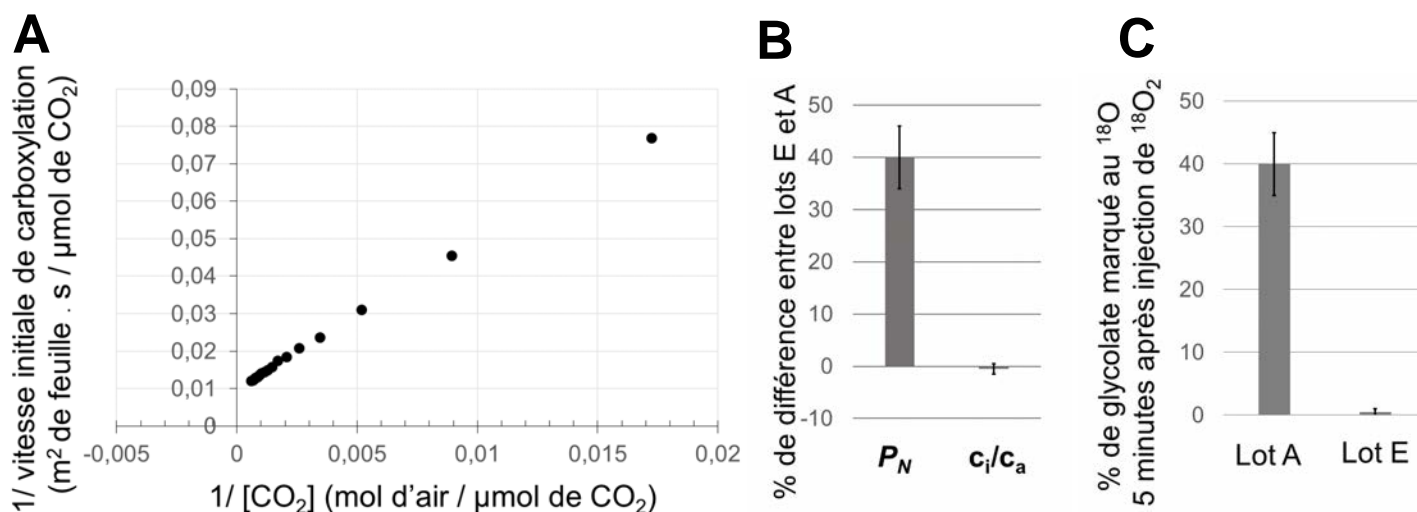 A
1/ vitesse initiale de carboxylation
(m² de feuille . s / µmol de CO₂)
0,09
0,08
0,07
0,06
0,05
0,04
0,03
0,02
0,01
0
-0,005
0
0,005
0,01
0,015
0,02
1/ [CO₂] (mol d’air / µmol de CO₂)
B
% de différence entre lots E et A
50
40
30
20
10
0
-10
P_N
cᵢ/cₐ
C
% de glycolate marqué au ¹⁸O
5 minutes après injection de ¹⁸O₂
50
40
30
20
10
0
Lot A
Lot E